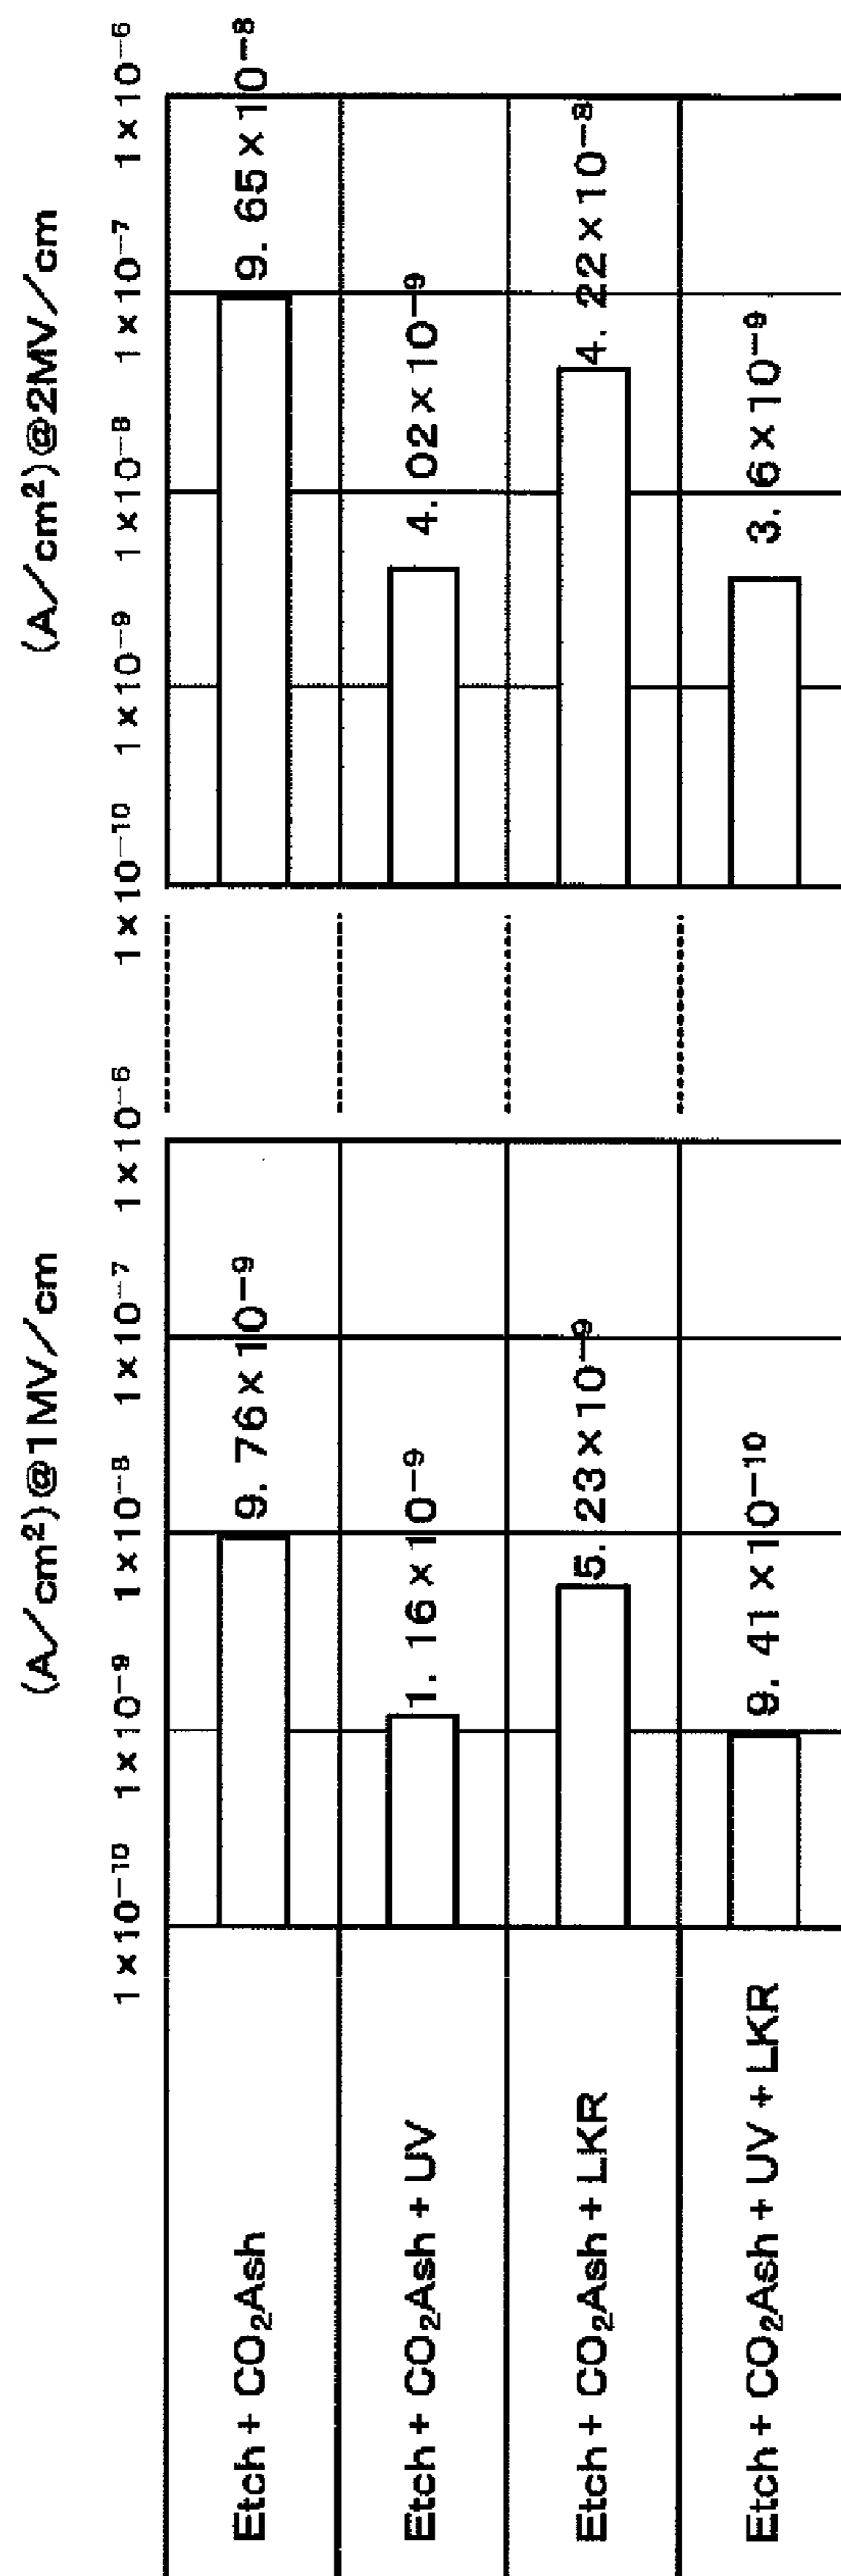 (A/cm²)@1MV/cm
(A/cm²)@2MV/cm
1×10⁻¹⁰ 1×10⁻⁹ 1×10⁻⁸ 1×10⁻⁷ 1×10⁻⁶
1×10⁻¹⁰ 1×10⁻⁹ 1×10⁻⁸ 1×10⁻⁷ 1×10⁻⁶
Etch + CO₂Ash
9. 76×10⁻⁹
9. 65×10⁻⁸
Etch + CO₂Ash + UV
1. 16×10⁻⁹
4. 02×10⁻⁹
Etch + CO₂Ash + LKR
5. 23×10⁻⁹
4. 22×10⁻⁸
Etch + CO₂Ash + UV + LKR
9. 41×10⁻¹⁰
3. 6×10⁻⁹